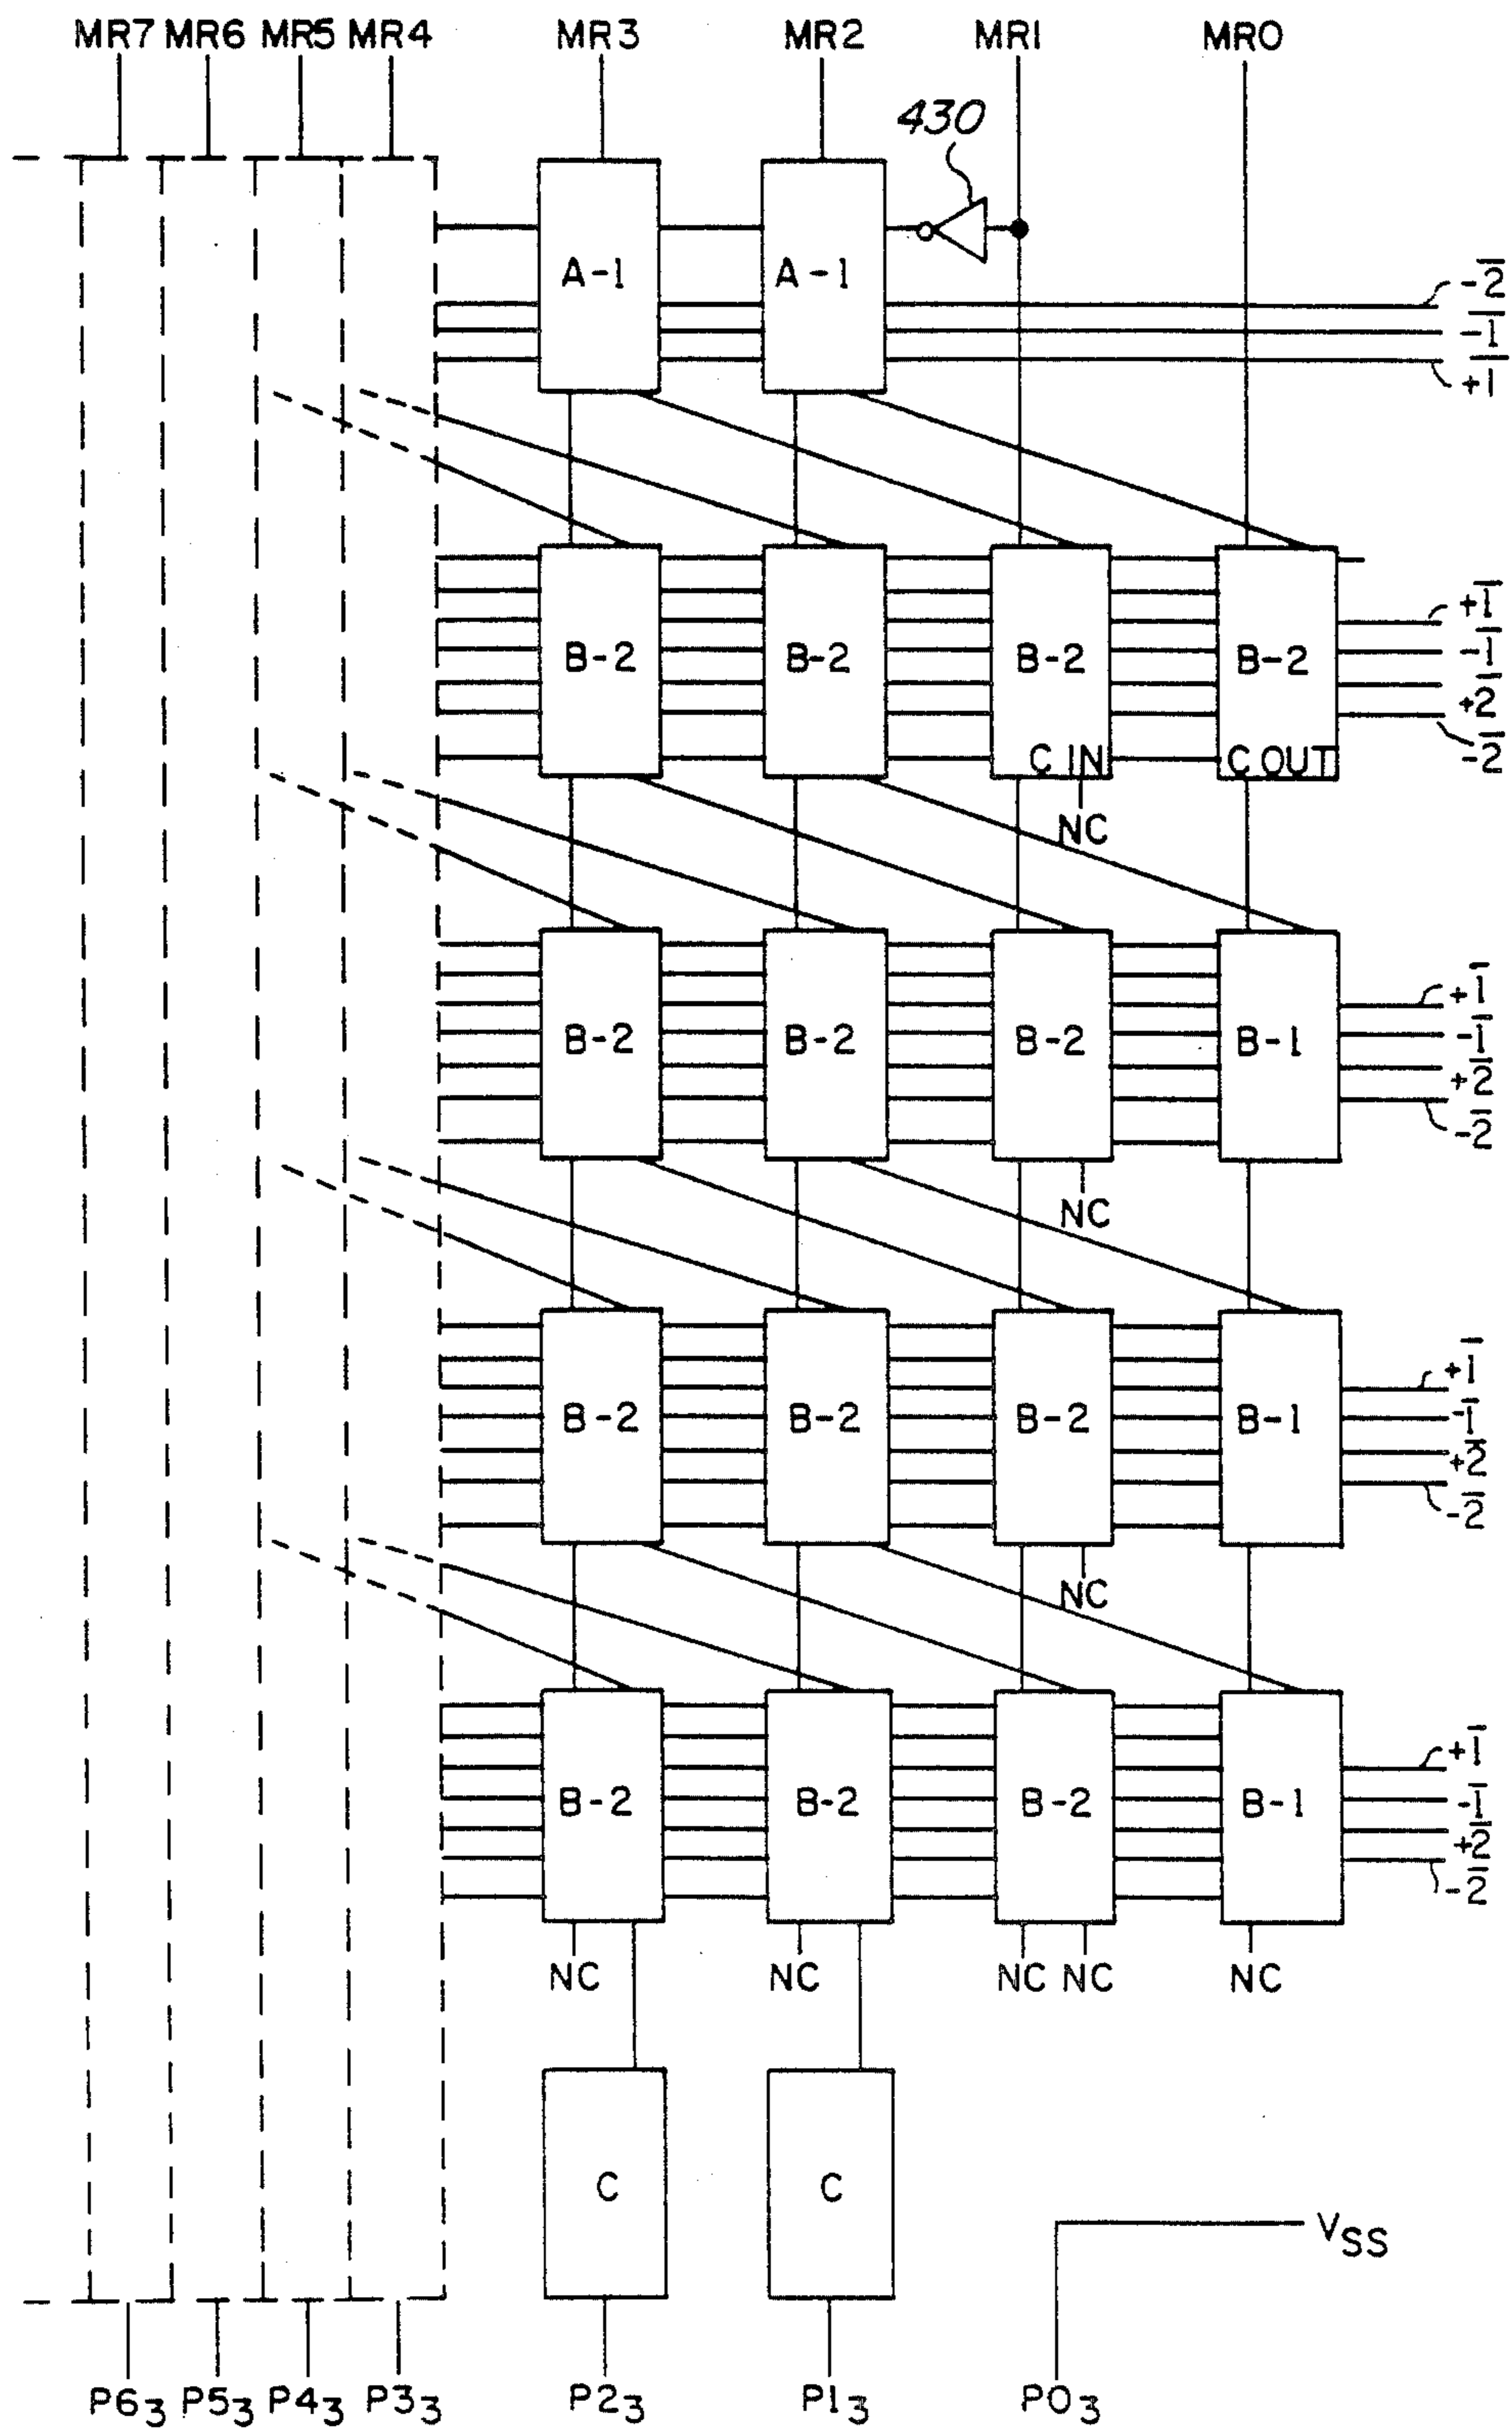 MR7 MR6 MR5 MR4 MR3 MR2 MR1 MR0
430
A-1 A-1
-2̅
-1̅
+1̅
B-2 B-2 B-2 B-2
+1̅
-1̅
+2̅
-2̅
C IN C OUT
NC
B-2 B-2 B-2 B-1
+1̅
-1̅
+2̅
-2̅
NC
B-2 B-2 B-2 B-1
+1̅
-1̅
+2̅
-2̅
NC
B-2 B-2 B-2 B-1
+1̅
-1̅
+2̅
-2̅
NC NC NC NC NC
C C
VSS
P6₃ P5₃ P4₃ P3₃ P2₃ P1₃ P0₃